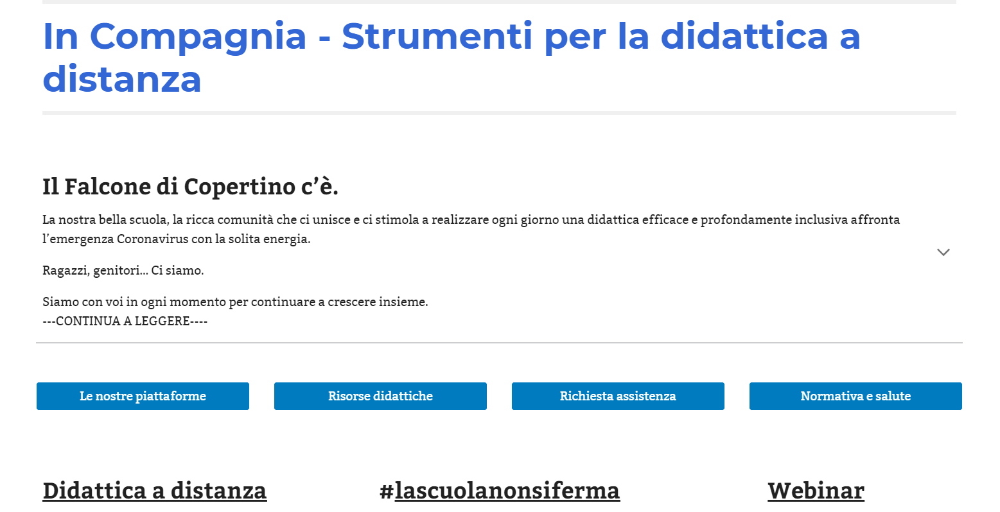 In Compagnia - Strumenti per la didattica a
distanza
Il Falcone di Copertino c’è.
La nostra bella scuola, la ricca comunità che ci unisce e ci stimola a realizzare ogni giorno una didattica efficace e profondamente inclusiva affronta
l’emergenza Coronavirus con la solita energia.
Ragazzi, genitori... Ci siamo.
Siamo con voi in ogni momento per continuare a crescere insieme.
---CONTINUA A LEGGERE----
Le nostre piattaforme
Risorse didattiche
Richiesta assistenza
Normativa e salute
Didattica a distanza
#lascuolanonsiferma
Webinar